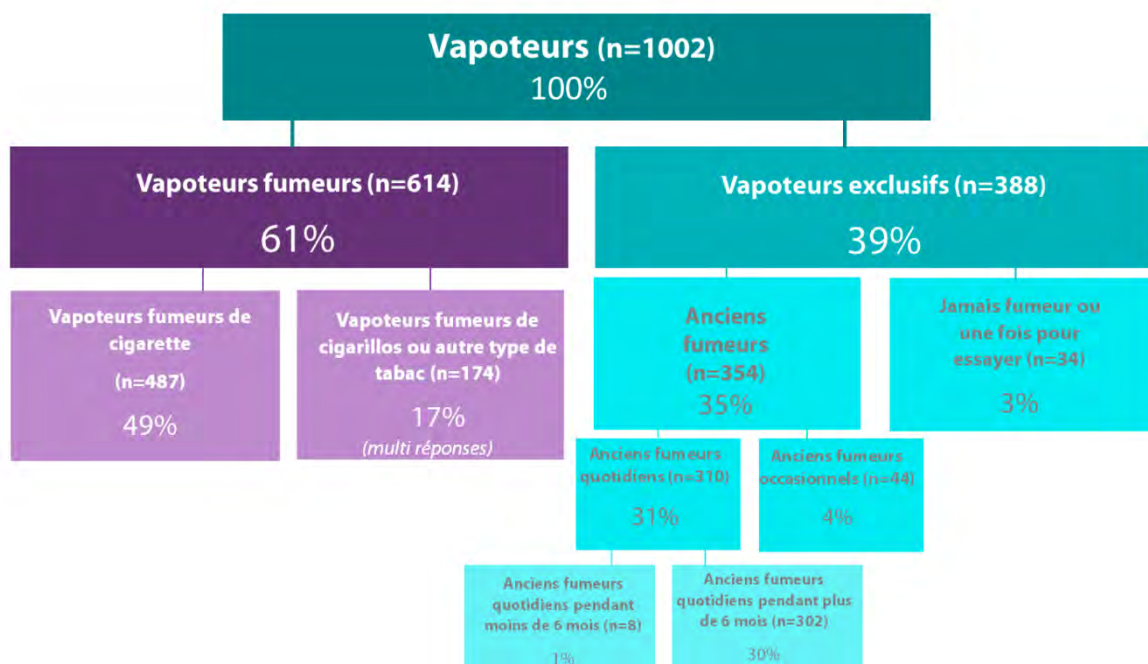 Vapoteurs (n=1002)
100%
Vapoteurs fumeurs (n=614)
61%
Vapoteurs exclusifs (n=388)
39%
Vapoteurs fumeurs de
cigarette
(n=487)
49%
Vapoteurs fumeurs de
cigarillos ou autre type de
tabac (n=174)
17%
(multi réponses)
Anciens
fumeurs
(n=354)
35%
Jamais fumeur ou
une fois pour
essayer (n=34)
3%
Anciens fumeurs
quotidiens (n=310)
31%
Anciens fumeurs
occasionnels (n=44)
4%
Anciens fumeurs
quotidiens pendant
moins de 6 mois (n=8)
1%
Anciens fumeurs
quotidiens pendant plus
de 6 mois (n=302)
30%